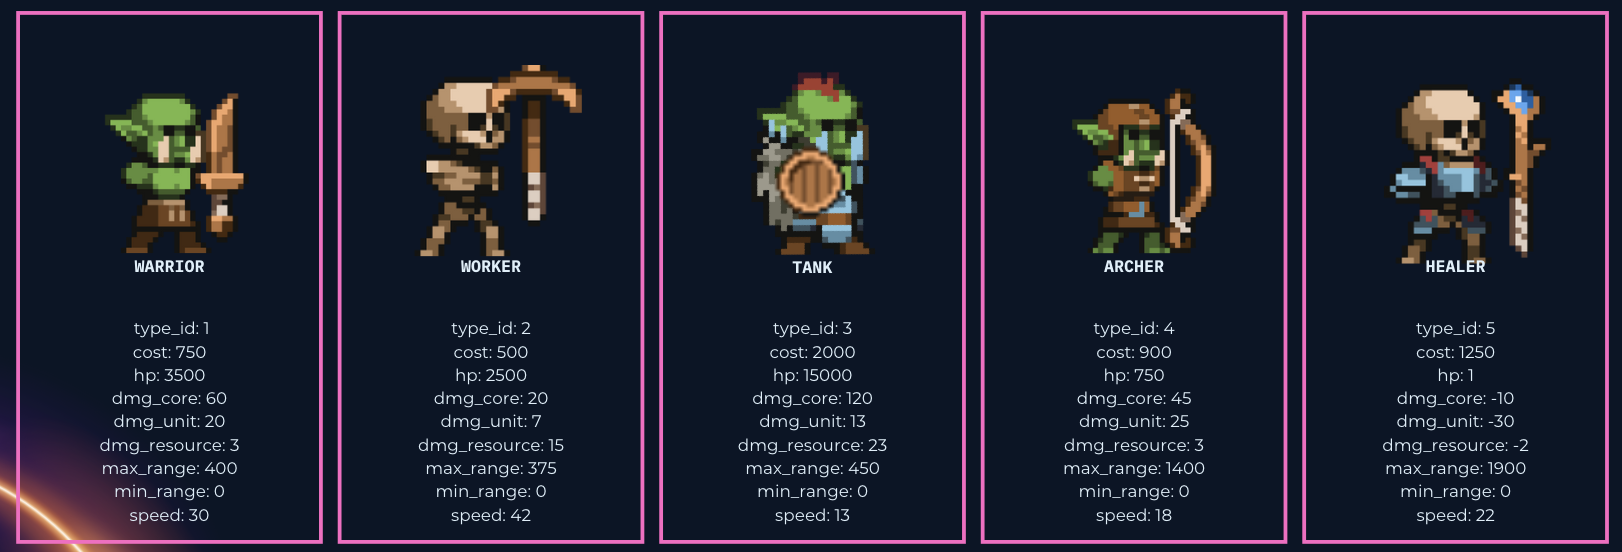 WARRIOR
type_id: 1
cost: 750
hp: 3500
dmg_core: 60
dmg_unit: 20
dmg_resource: 3
max_range: 400
min_range: 0
speed: 30
WORKER
type_id: 2
cost: 500
hp: 2500
dmg_core: 20
dmg_unit: 7
dmg_resource: 15
max_range: 375
min_range: 0
speed: 42
TANK
type_id: 3
cost: 2000
hp: 15000
dmg_core: 120
dmg_unit: 13
dmg_resource: 23
max_range: 450
min_range: 0
speed: 13
ARCHER
type_id: 4
cost: 900
hp: 750
dmg_core: 45
dmg_unit: 25
dmg_resource: 3
max_range: 1400
min_range: 0
speed: 18
HEALER
type_id: 5
cost: 1250
hp: 1
dmg_core: -10
dmg_unit: -30
dmg_resource: -2
max_range: 1900
min_range: 0
speed: 22